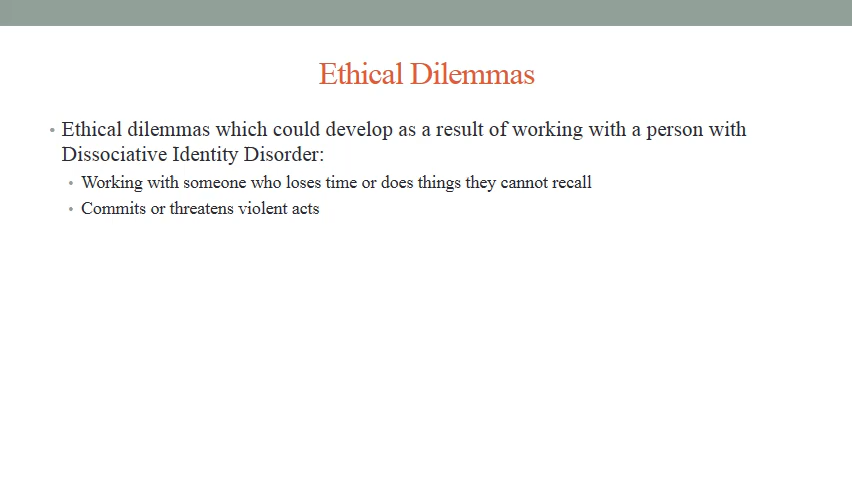 Ethical Dilemmas
• Ethical dilemmas which could develop as a result of working with a person with
Dissociative Identity Disorder:
• Working with someone who loses time or does things they cannot recall
• Commits or threatens violent acts